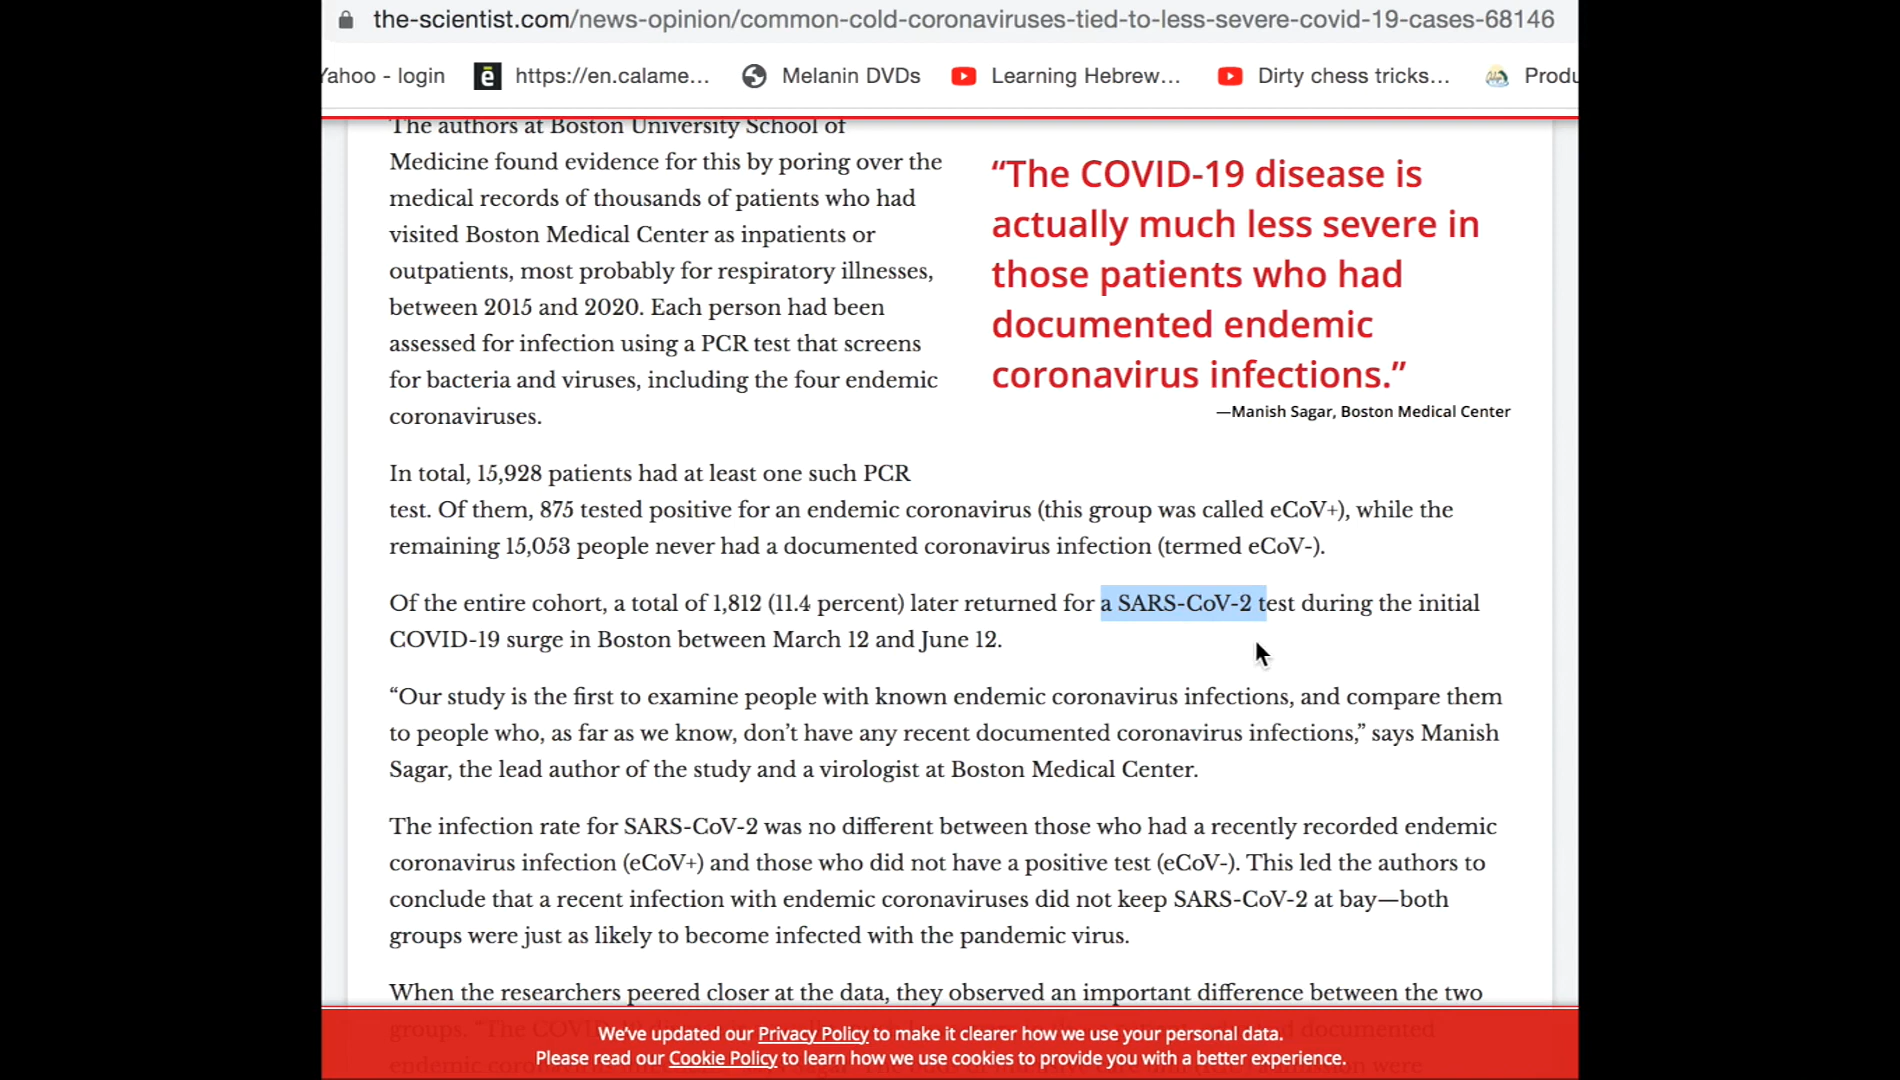 the-scientist.com/news-opinion/common-cold-coronaviruses-tied-to-less-severe-covid-19-cases-68146
Yahoo - login
ē
https://en.calame...
Melanin DVDs
Learning Hebrew...
Dirty chess tricks...
Produ
The authors at Boston University School of
Medicine found evidence for this by poring over the
medical records of thousands of patients who had
visited Boston Medical Center as inpatients or
outpatients, most probably for respiratory illnesses,
between 2015 and 2020. Each person had been
assessed for infection using a PCR test that screens
for bacteria and viruses, including the four endemic
coronaviruses.
“The COVID-19 disease is
actually much less severe in
those patients who had
documented endemic
coronavirus infections.”
—Manish Sagar, Boston Medical Center
In total, 15,928 patients had at least one such PCR
test. Of them, 875 tested positive for an endemic coronavirus (this group was called eCoV+), while the
remaining 15,053 people never had a documented coronavirus infection (termed eCoV-).
Of the entire cohort, a total of 1,812 (11.4 percent) later returned for a SARS-CoV-2 test during the initial
COVID-19 surge in Boston between March 12 and June 12.
“Our study is the first to examine people with known endemic coronavirus infections, and compare them
to people who, as far as we know, don’t have any recent documented coronavirus infections,” says Manish
Sagar, the lead author of the study and a virologist at Boston Medical Center.
The infection rate for SARS-CoV-2 was no different between those who had a recently recorded endemic
coronavirus infection (eCoV+) and those who did not have a positive test (eCoV-). This led the authors to
conclude that a recent infection with endemic coronaviruses did not keep SARS-CoV-2 at bay—both
groups were just as likely to become infected with the pandemic virus.
When the researchers peered closer at the data, they observed an important difference between the two
We’ve updated our Privacy Policy to make it clearer how we use your personal data.
Please read our Cookie Policy to learn how we use cookies to provide you with a better experience.